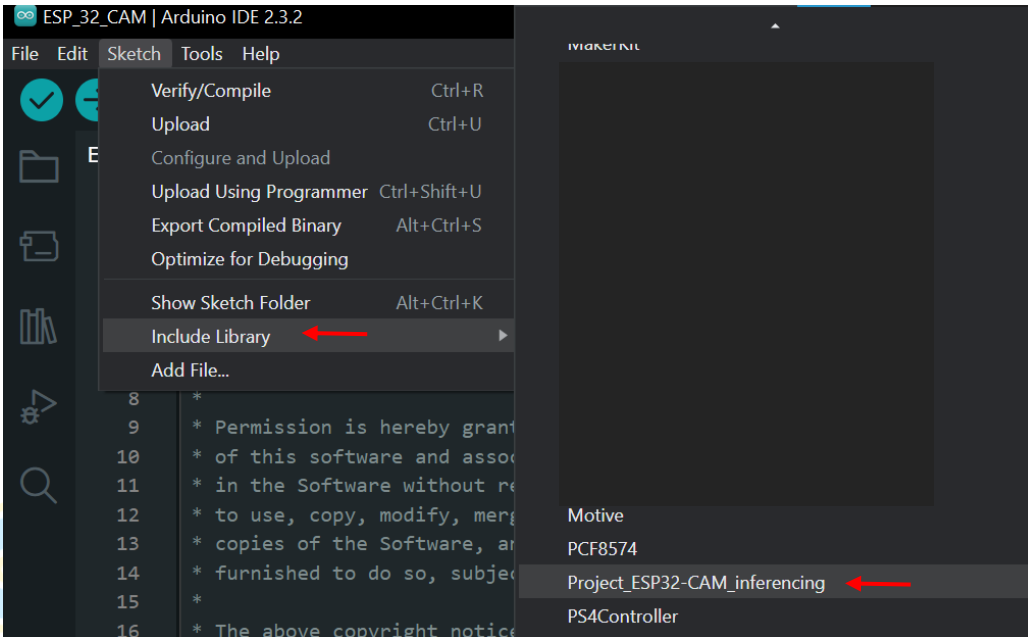 ESP_32_CAM | Arduino IDE 2.3.2
File Edit Sketch Tools Help
Verify/Compile Ctrl+R
Upload Ctrl+U
Configure and Upload
Upload Using Programmer Ctrl+Shift+U
Export Compiled Binary Alt+Ctrl+S
Optimize for Debugging
Show Sketch Folder Alt+Ctrl+K
Include Library
Add File...
E
8 *
9 * Permission is hereby grant
10 * of this software and assoc
11 * in the Software without re
12 * to use, copy, modify, merg
13 * copies of the Software, an
14 * furnished to do so, subjec
15 *
16 * The above copyright notice
MakerKit
Motive
PCF8574
Project_ESP32-CAM_inferencing
PS4Controller